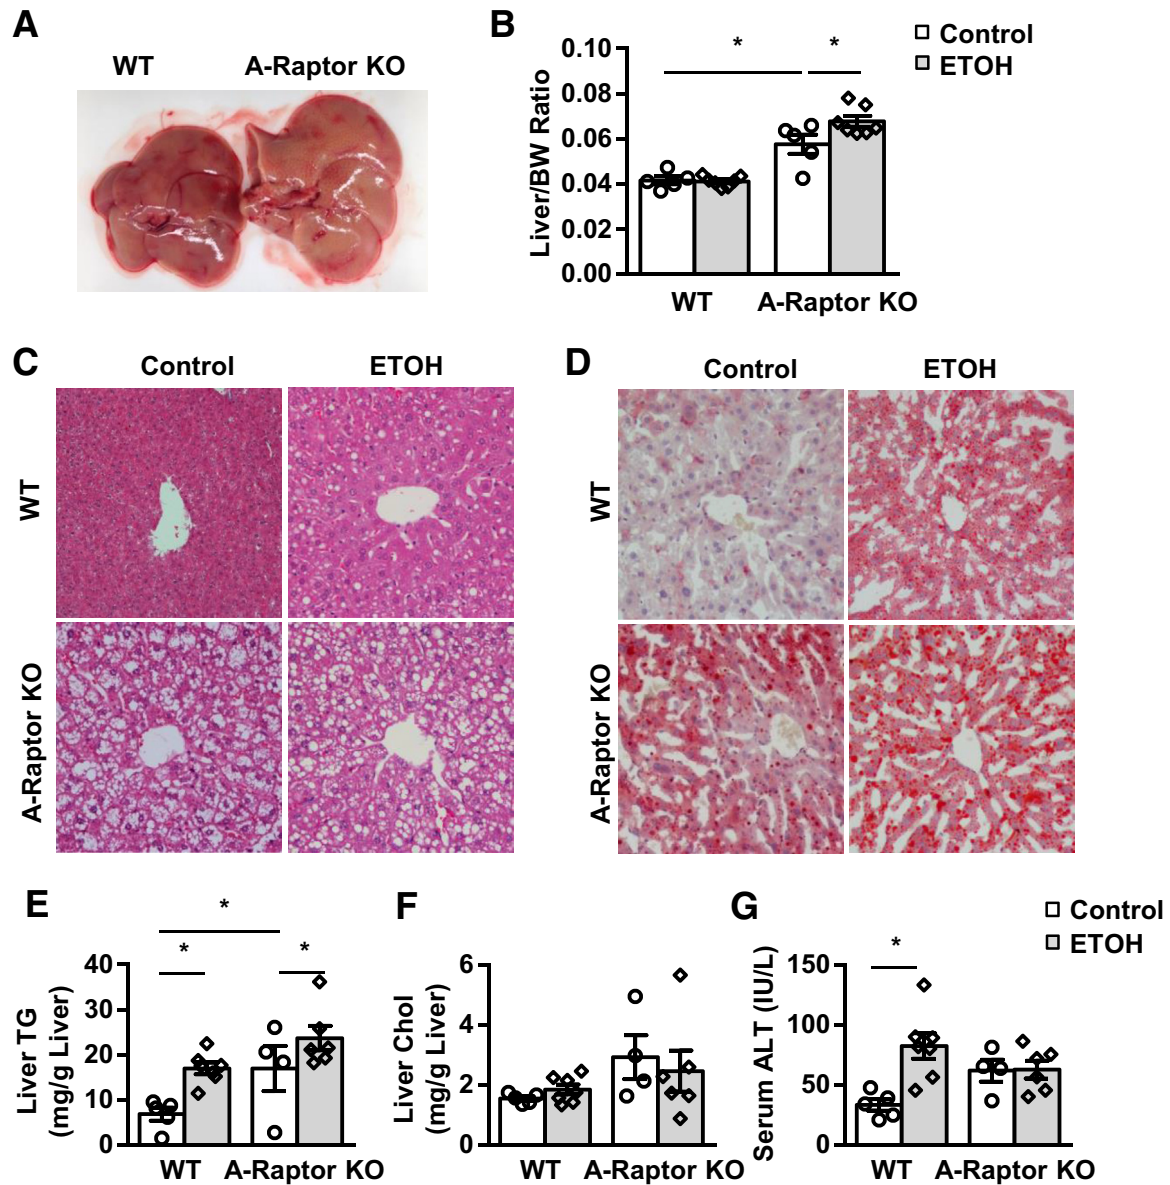 A
WT A-Raptor KO
B
* *
Control
ETOH
Liver/BW Ratio
0.10
0.08
0.06
0.04
0.02
0.00
WT A-Raptor KO
C
Control ETOH
WT
A-Raptor KO
D
Control ETOH
WT
A-Raptor KO
E
*
* *
Liver TG
(mg/g Liver)
40
30
20
10
0
WT A-Raptor KO
F
Liver Chol
(mg/g Liver)
6
4
2
0
WT A-Raptor KO
G
Control
ETOH
*
Serum ALT (IU/L)
150
100
50
0
WT A-Raptor KO